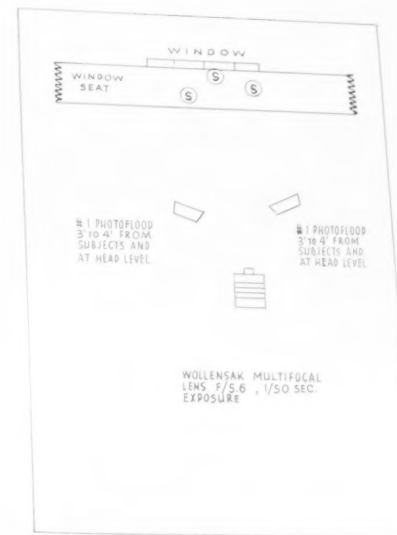 WINDOW
WINDOW
SEAT
S
S
S
#1 PHOTOFLOOD
3' TO 4' FROM
SUBJECTS AND
AT HEAD LEVEL
#1 PHOTOFLOOD
3' TO 4' FROM
SUBJECTS AND
AT HEAD LEVEL
WOLLENSAK MULTIFOCAL
LENS F/5.6 , 1/50 SEC.
EXPOSURE